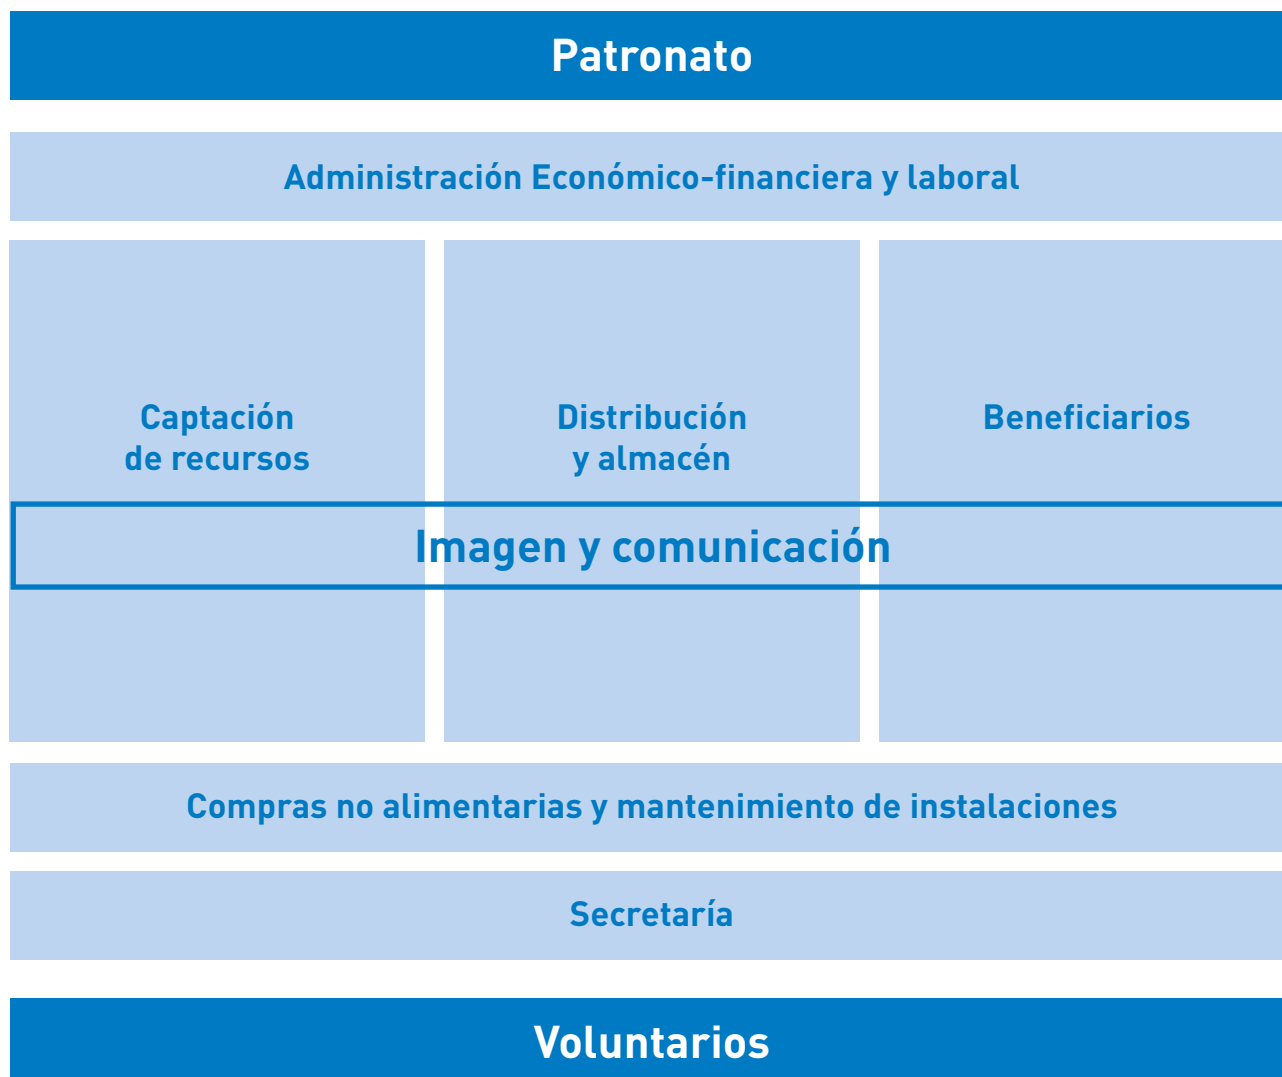 Patronato
Administración Económico-financiera y laboral
Captación
de recursos
Distribución
y almacén
Beneficiarios
Imagen y comunicación
Compras no alimentarias y mantenimiento de instalaciones
Secretaría
Voluntarios